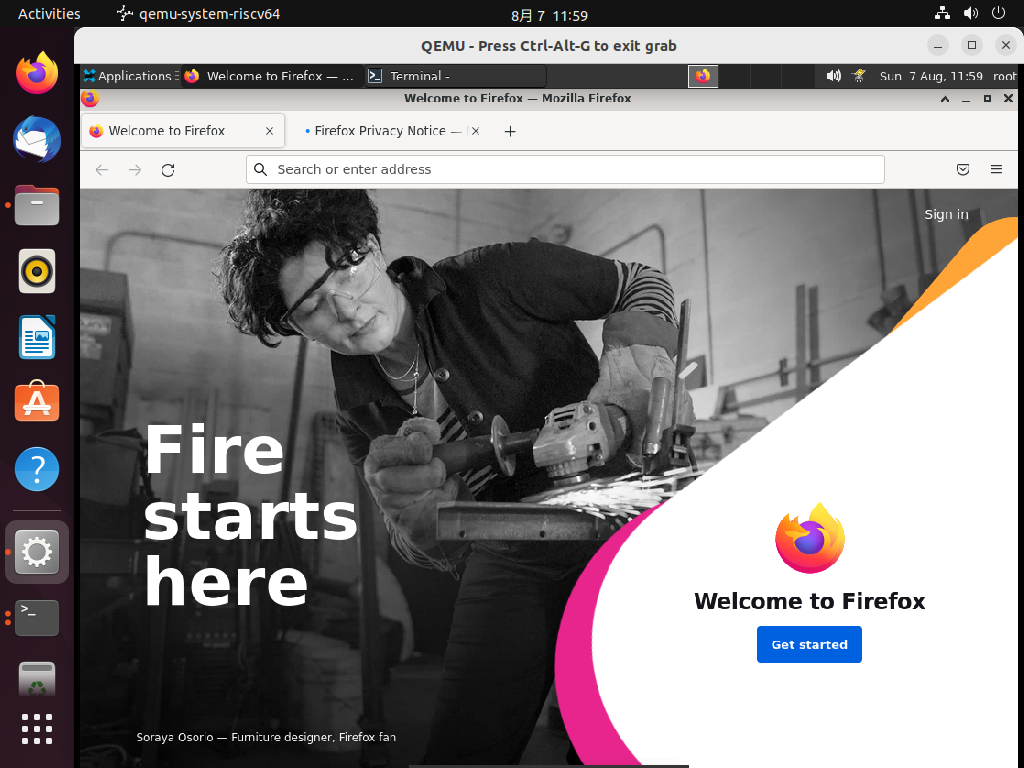 Activities
qemu-system-riscv64
8月 7 11:59
QEMU - Press Ctrl-Alt-G to exit grab
Applications
Welcome to Firefox — ...
Terminal -
Sun 7 Aug, 11:59
root
Welcome to Firefox — Mozilla Firefox
Welcome to Firefox
Firefox Privacy Notice —
Search or enter address
Sign in
Fire
starts
here
Welcome to Firefox
Get started
Soraya Osorio — Furniture designer, Firefox fan